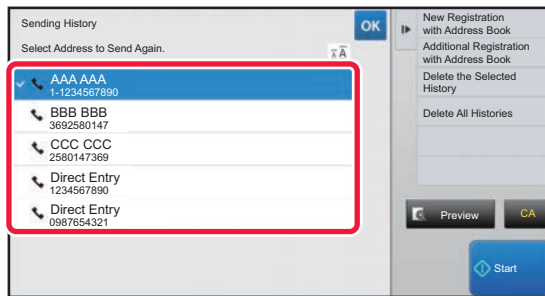 Sending History
OK
Select Address to Send Again.
AAA AAA
1-1234567890
BBB BBB
3692580147
CCC CCC
2580147369
Direct Entry
1234567890
Direct Entry
0987654321
New Registration
with Address Book
Additional Registration
with Address Book
Delete the Selected
History
Delete All Histories
Preview
CA
Start